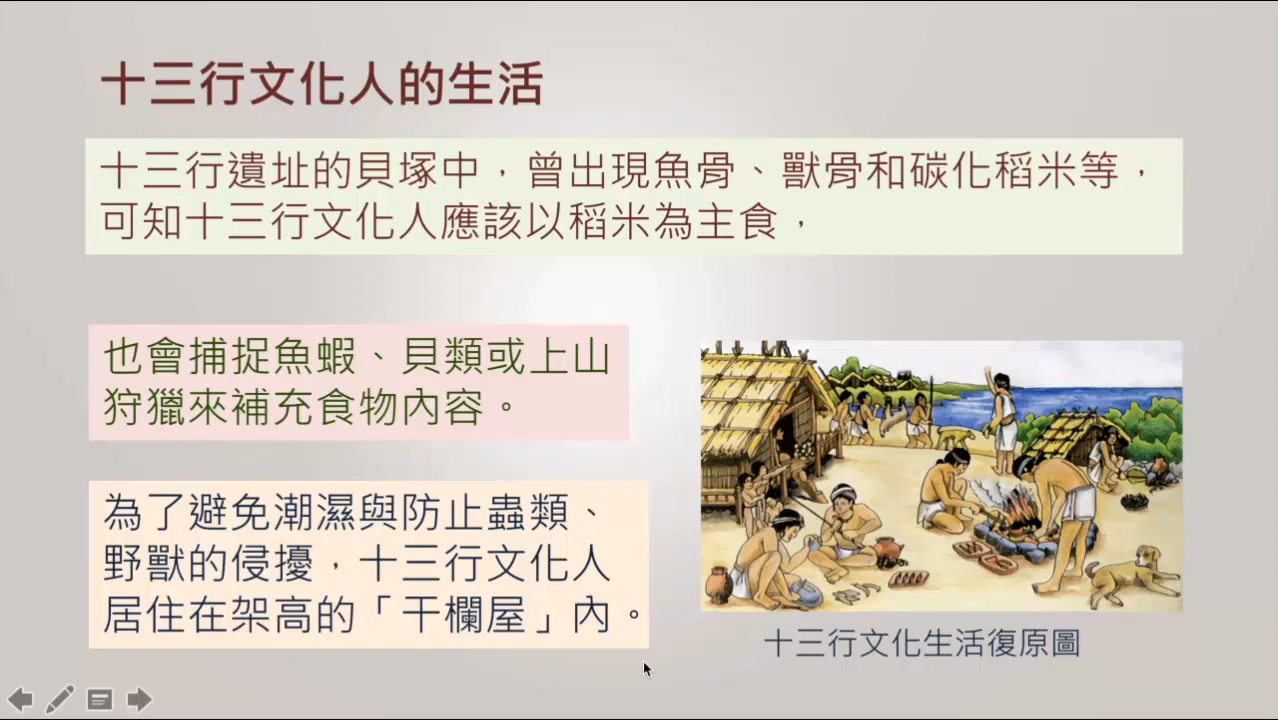 十三行文化人的生活
十三行遺址的貝塚中，曾出現魚骨、獸骨和碳化稻米等，
可知十三行文化人應該以稻米為主食，
也會捕捉魚蝦、貝類或上山
狩獵來補充食物內容。
為了避免潮濕與防止蟲類、
野獸的侵擾，十三行文化人
居住在架高的「干欄屋」內。
十三行文化生活復原圖